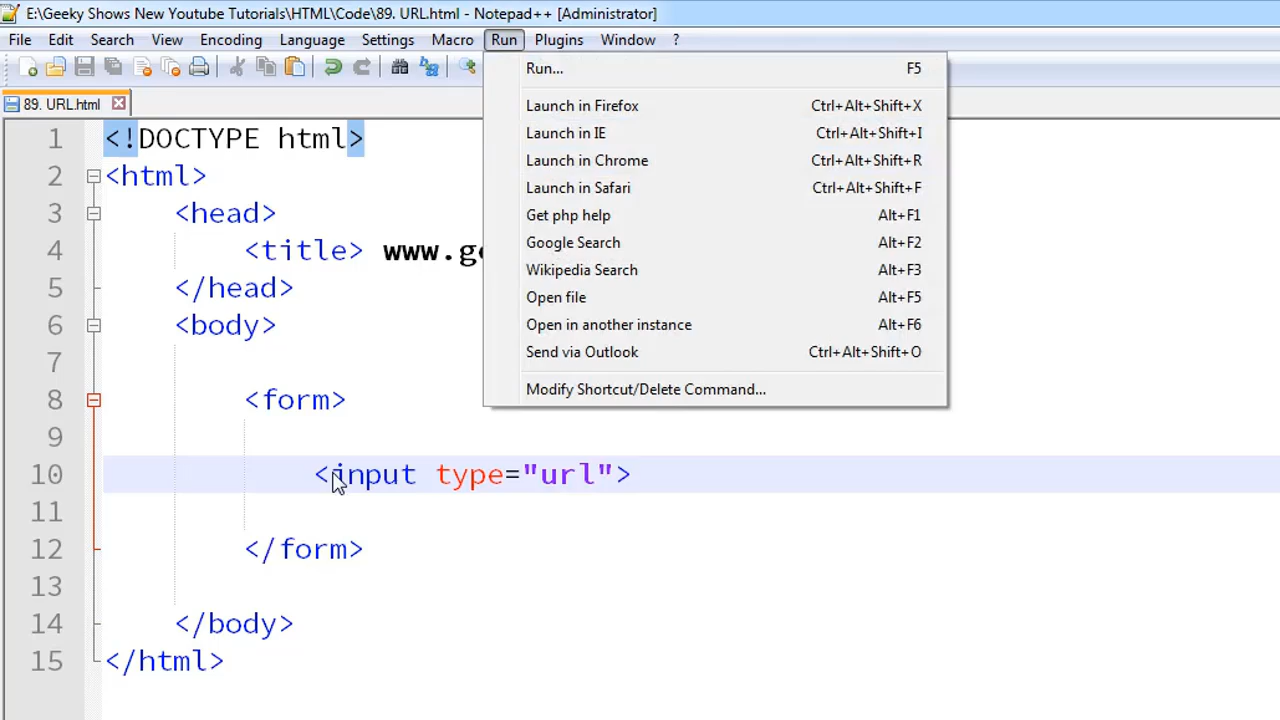 E:\Geeky Shows New Youtube Tutorials\HTML\Code\89. URL.html - Notepad++ [Administrator]
File Edit Search View Encoding Language Settings Macro Run Plugins Window ?
Run... F5
89. URL.html
Launch in Firefox Ctrl+Alt+Shift+X
Launch in IE Ctrl+Alt+Shift+I
Launch in Chrome Ctrl+Alt+Shift+R
Launch in Safari Ctrl+Alt+Shift+F
Get php help Alt+F1
Google Search Alt+F2
Wikipedia Search Alt+F3
Open file Alt+F5
Open in another instance Alt+F6
Send via Outlook Ctrl+Alt+Shift+O
Modify Shortcut/Delete Command...
1 <!DOCTYPE html>
2 <html>
3 <head>
4 <title>
5 </head>
6 <body>
7
8 <form>
9
10 <input type="url">
11
12 </form>
13
14 </body>
15 </html>